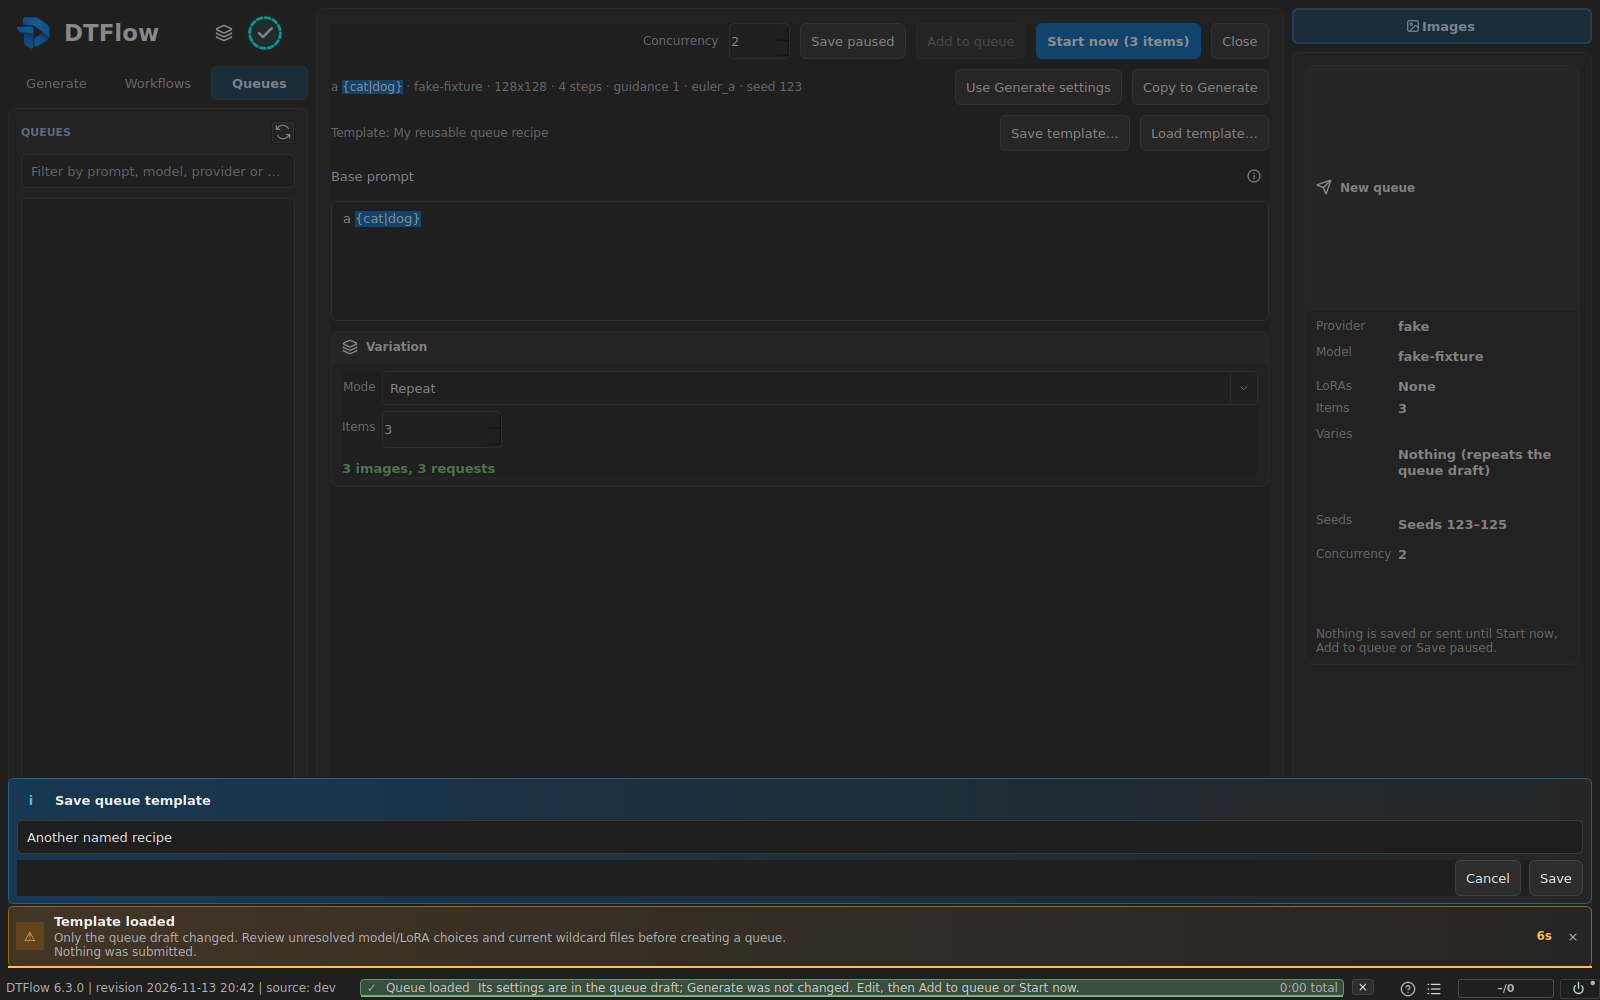 DTFlow
Generate Workflows Queues
QUEUES
Filter by prompt, model, provider or ...
Concurrency 2 Save paused Add to queue Start now (3 items) Close
a {cat|dog} · fake-fixture · 128x128 · 4 steps · guidance 1 · euler_a · seed 123
Use Generate settings Copy to Generate
Template: My reusable queue recipe
Save template... Load template...
Base prompt
a {cat|dog}
Variation
Mode Repeat
Items 3
3 images, 3 requests
Images
New queue
Provider fake
Model fake-fixture
LoRAs None
Items 3
Varies Nothing (repeats the
queue draft)
Seeds Seeds 123–125
Concurrency 2
Nothing is saved or sent until Start now,
Add to queue or Save paused.
Save queue template
Another named recipe
Cancel Save
Template loaded
Only the queue draft changed. Review unresolved model/LoRA choices and current wildcard files before creating a queue.
Nothing was submitted.
6s
DTFlow 6.3.0 | revision 2026-11-13 20:42 | source: dev
Queue loaded Its settings are in the queue draft; Generate was not changed. Edit, then Add to queue or Start now. 0:00 total
-/0